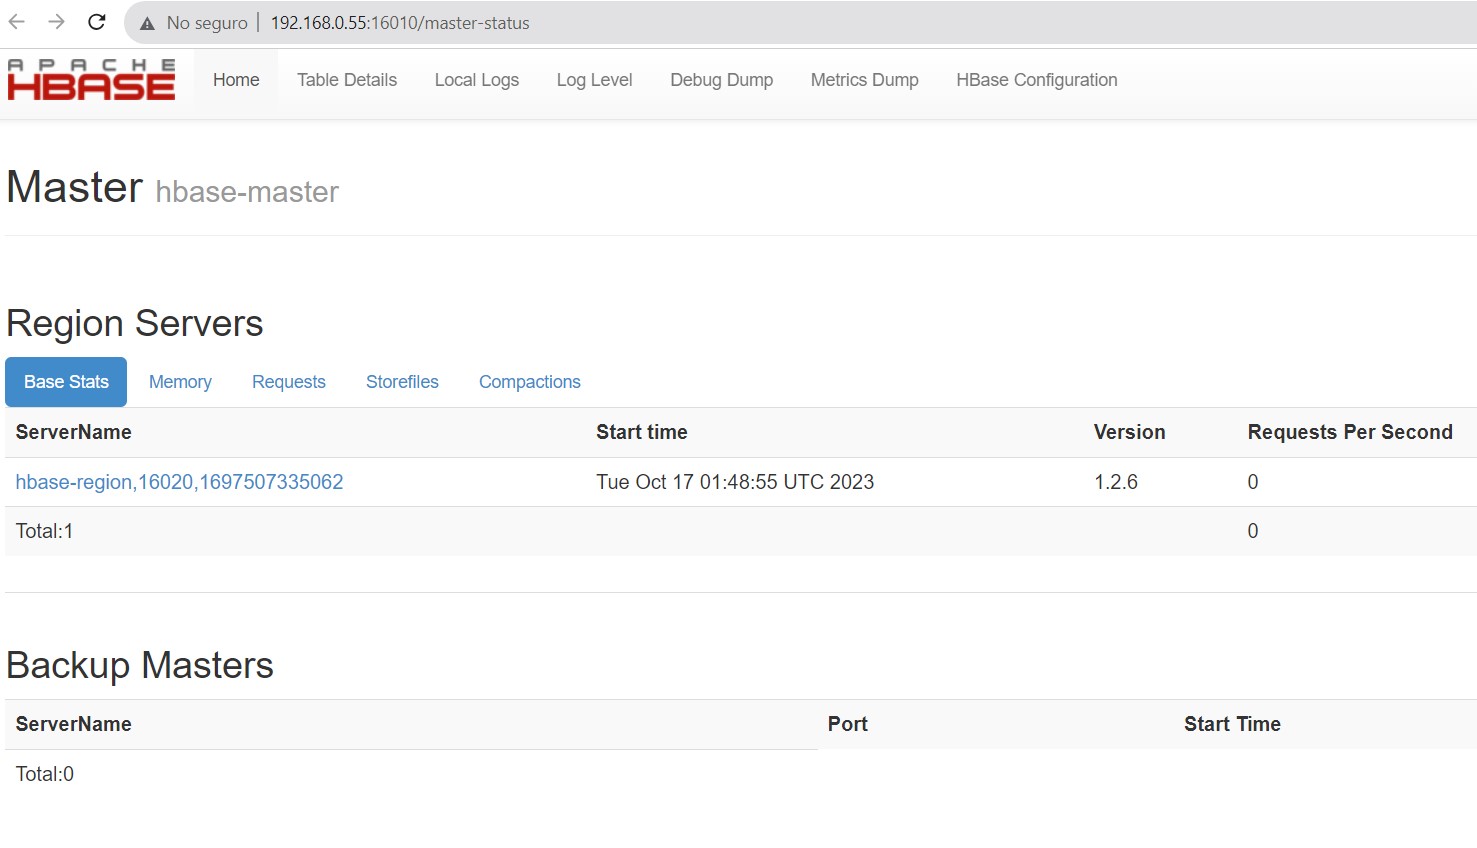 No seguro | 192.168.0.55:16010/master-status
APACHE
HBASE
Home Table Details Local Logs Log Level Debug Dump Metrics Dump HBase Configuration
Master hbase-master
Region Servers
Base Stats Memory Requests Storefiles Compactions
ServerName Start time Version Requests Per Second
hbase-region,16020,1697507335062 Tue Oct 17 01:48:55 UTC 2023 1.2.6 0
Total:1 0
Backup Masters
ServerName Port Start Time
Total:0